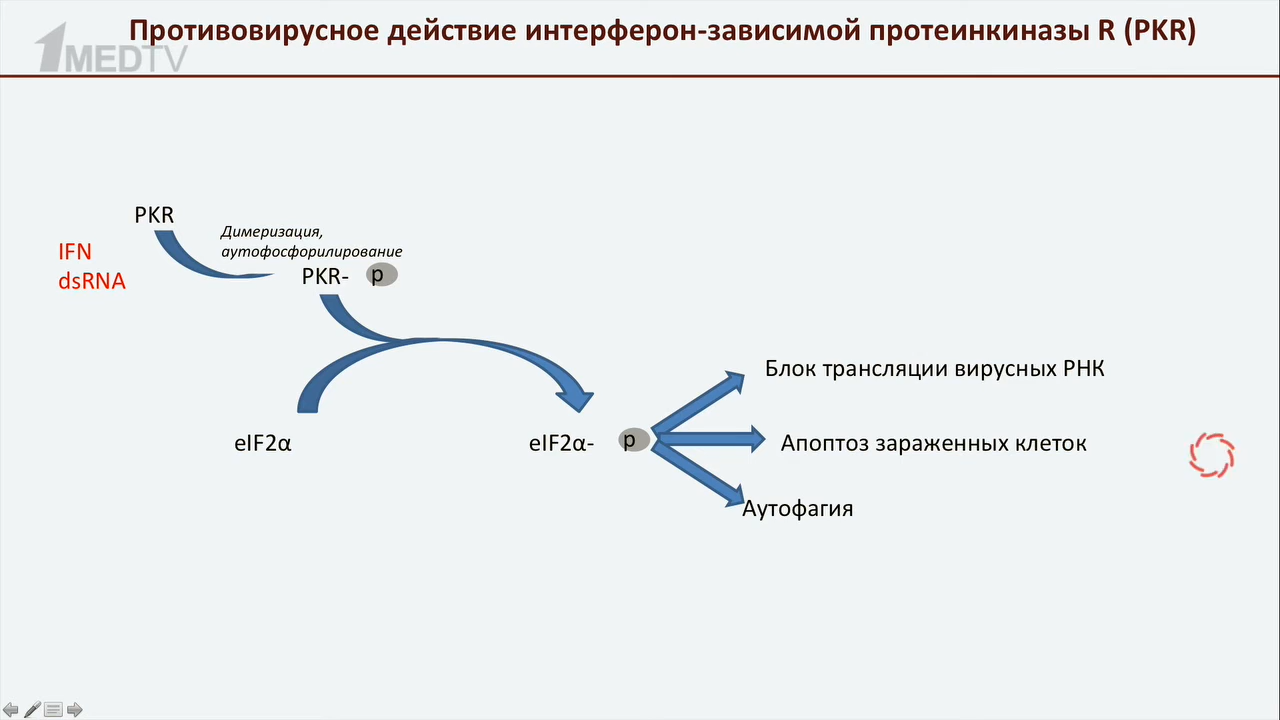 Противовирусное действие интерферон-зависимой протеинкиназы R (PKR)
1MEDTV
PKR
IFN
dsRNA
Димеризация,
аутофосфорилирование
PKR- p
eIF2α
eIF2α- p
Блок трансляции вирусных РНК
Апоптоз зараженных клеток
Аутофагия